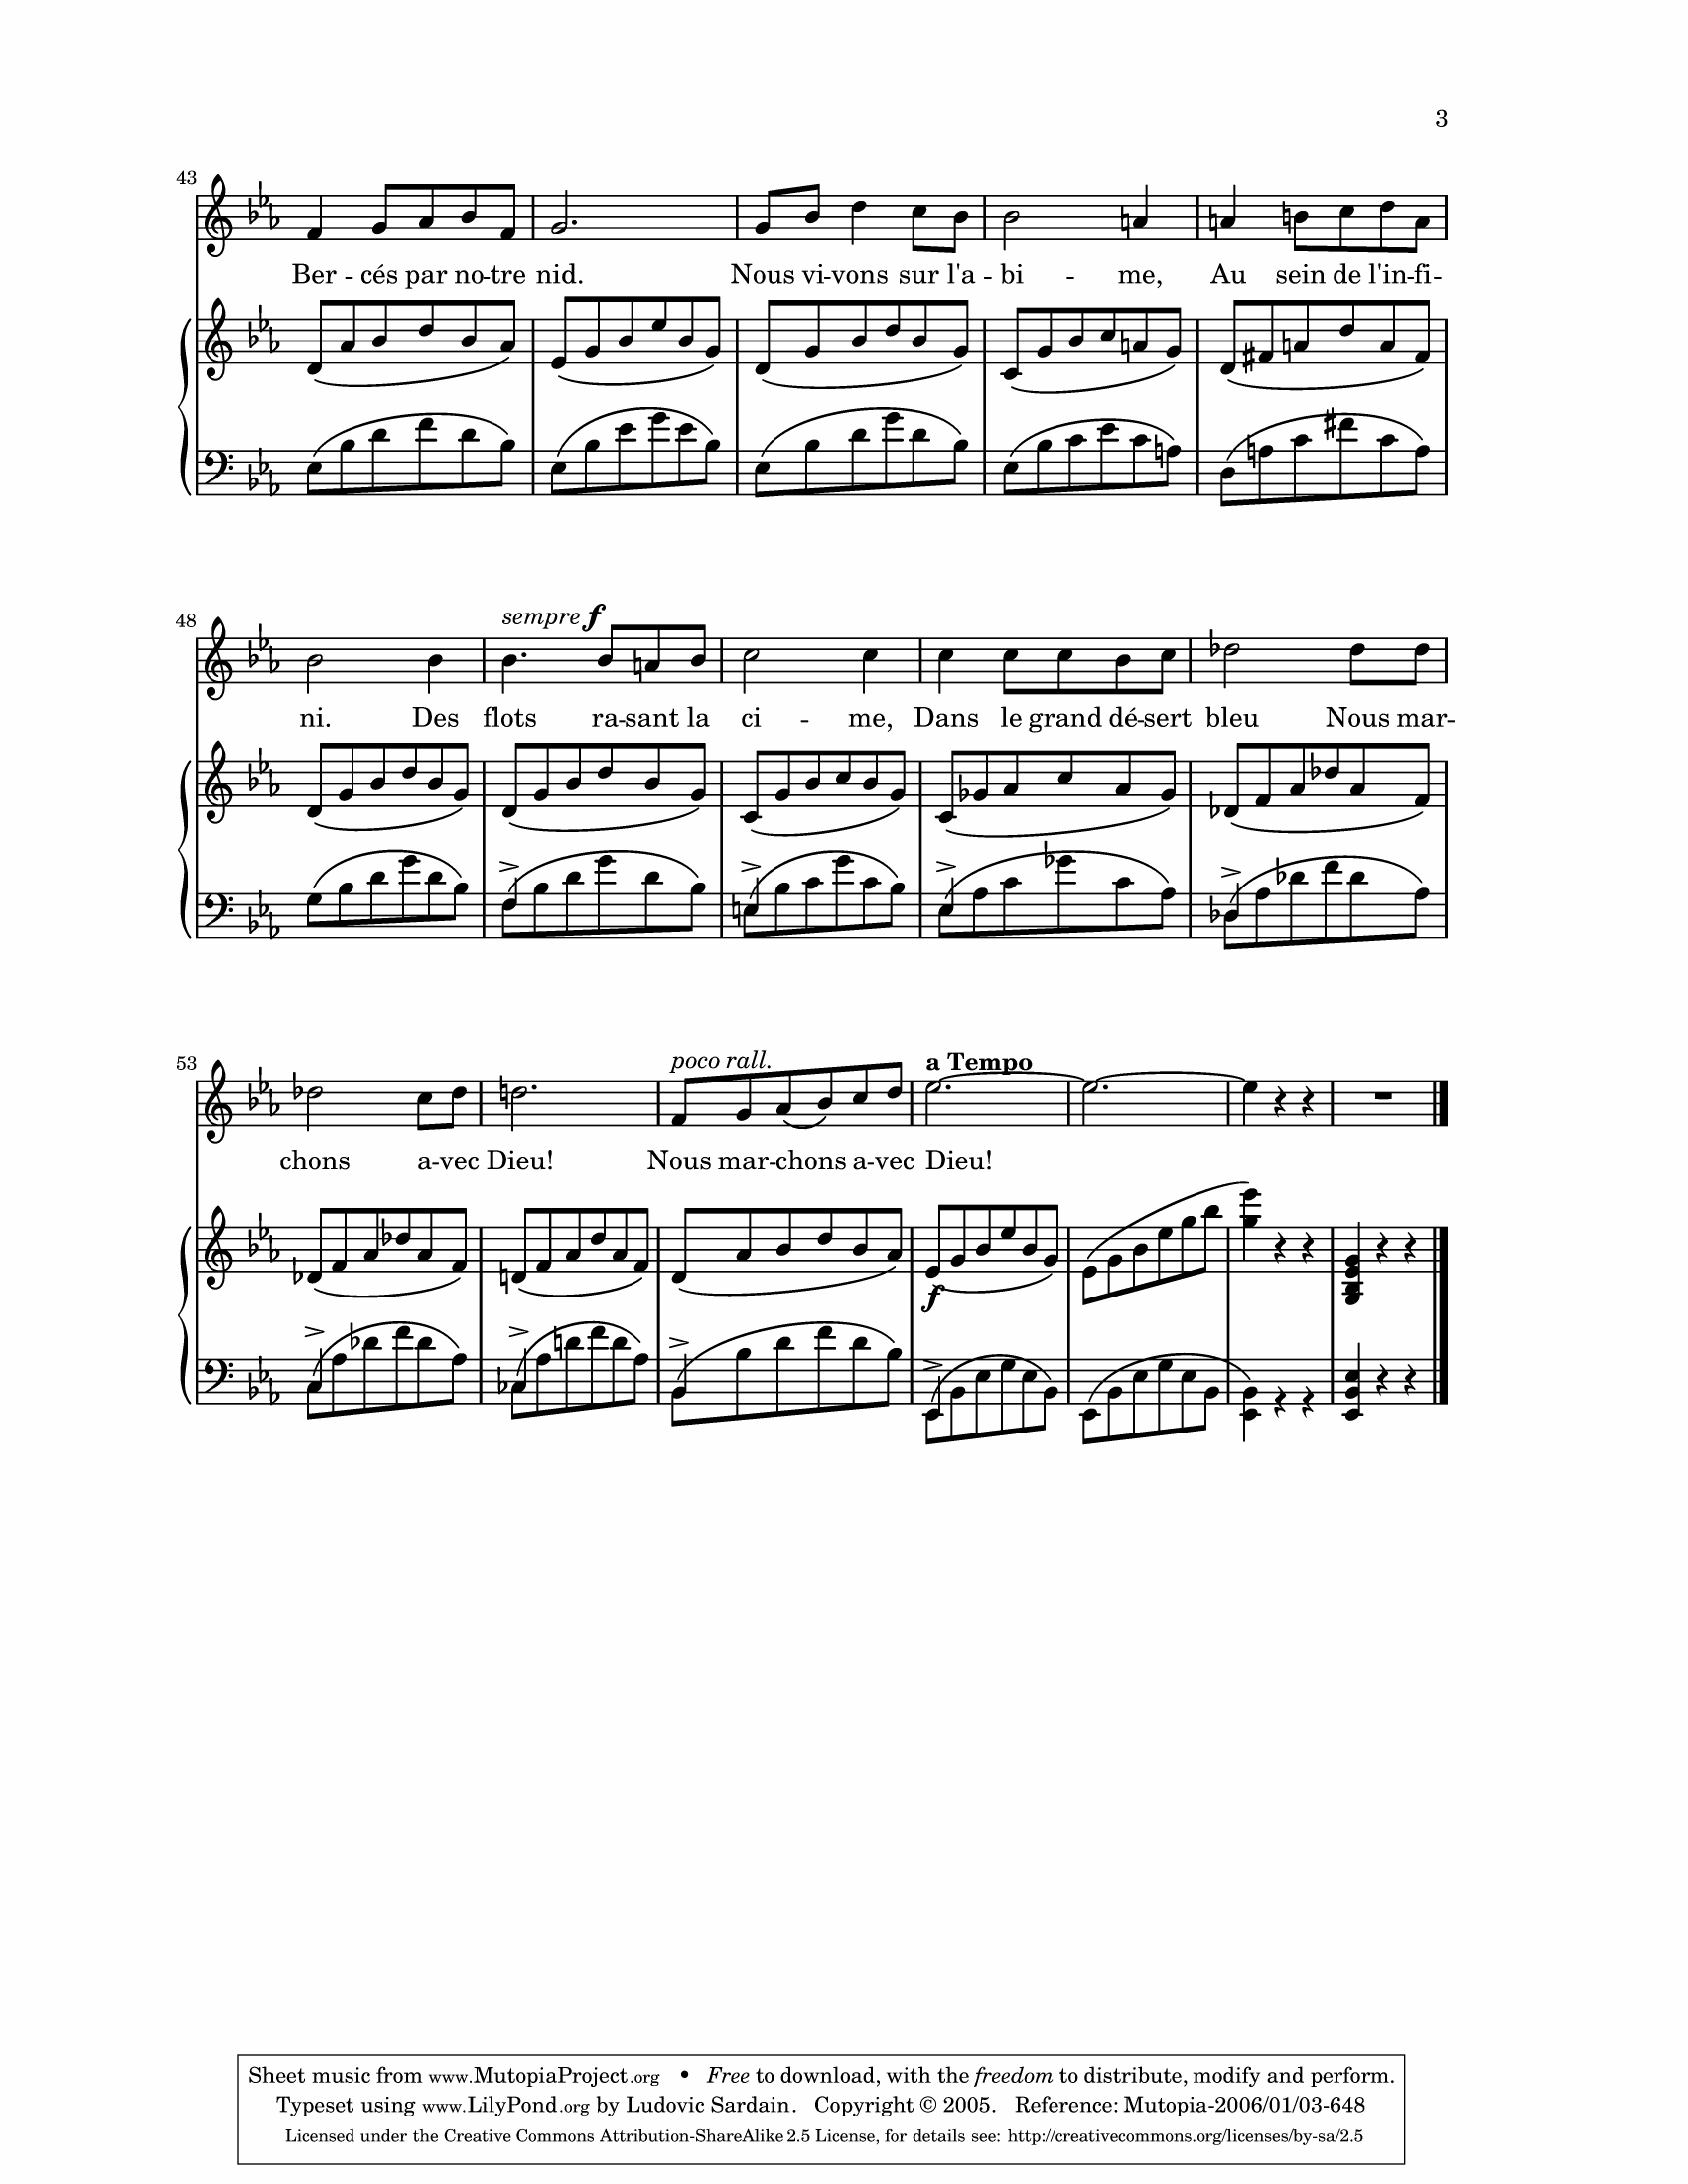 3
43
Ber -- cés par no -- tre nid. Nous vi -- vons sur l'a -- bi -- me, Au sein de l'in -- fi --
48
sempre f
ni. Des flots ra -- sant la ci -- me, Dans le grand dé -- sert bleu Nous mar --
53
poco rall. a Tempo
chons a -- vec Dieu! Nous mar -- chons a -- vec Dieu!
f
Sheet music from www.MutopiaProject.org • Free to download, with the freedom to distribute, modify and perform.
Typeset using www.LilyPond.org by Ludovic Sardain. Copyright © 2005. Reference: Mutopia-2006/01/03-648
Licensed under the Creative Commons Attribution-ShareAlike 2.5 License, for details see: http://creativecommons.org/licenses/by-sa/2.5